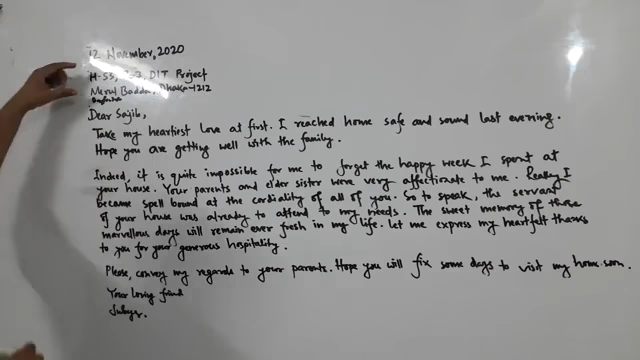 12 November, 2020
H-55, R-7, DIT Project
Merul Badda, Dhaka-1212
Dear Sajib,
Take my heartiest love at first. I reached home safe and sound last evening.
Hope you are getting well with the family.
Indeed, it is quite impossible for me to forget the happy week I spent at
your house. Your parents and elder sister were very affectionate to me. Really I
became spell bound at the cordiality of all of you. So to speak, the servant
of your house was already to attend to my needs. The sweet memory of those
marvellous days will remain ever fresh in my life. Let me express my heartfelt thanks
to you for your generous hospitality.
Please, convey my regards to your parents. Hope you will fix some days to visit my home soon.
Your loving friend